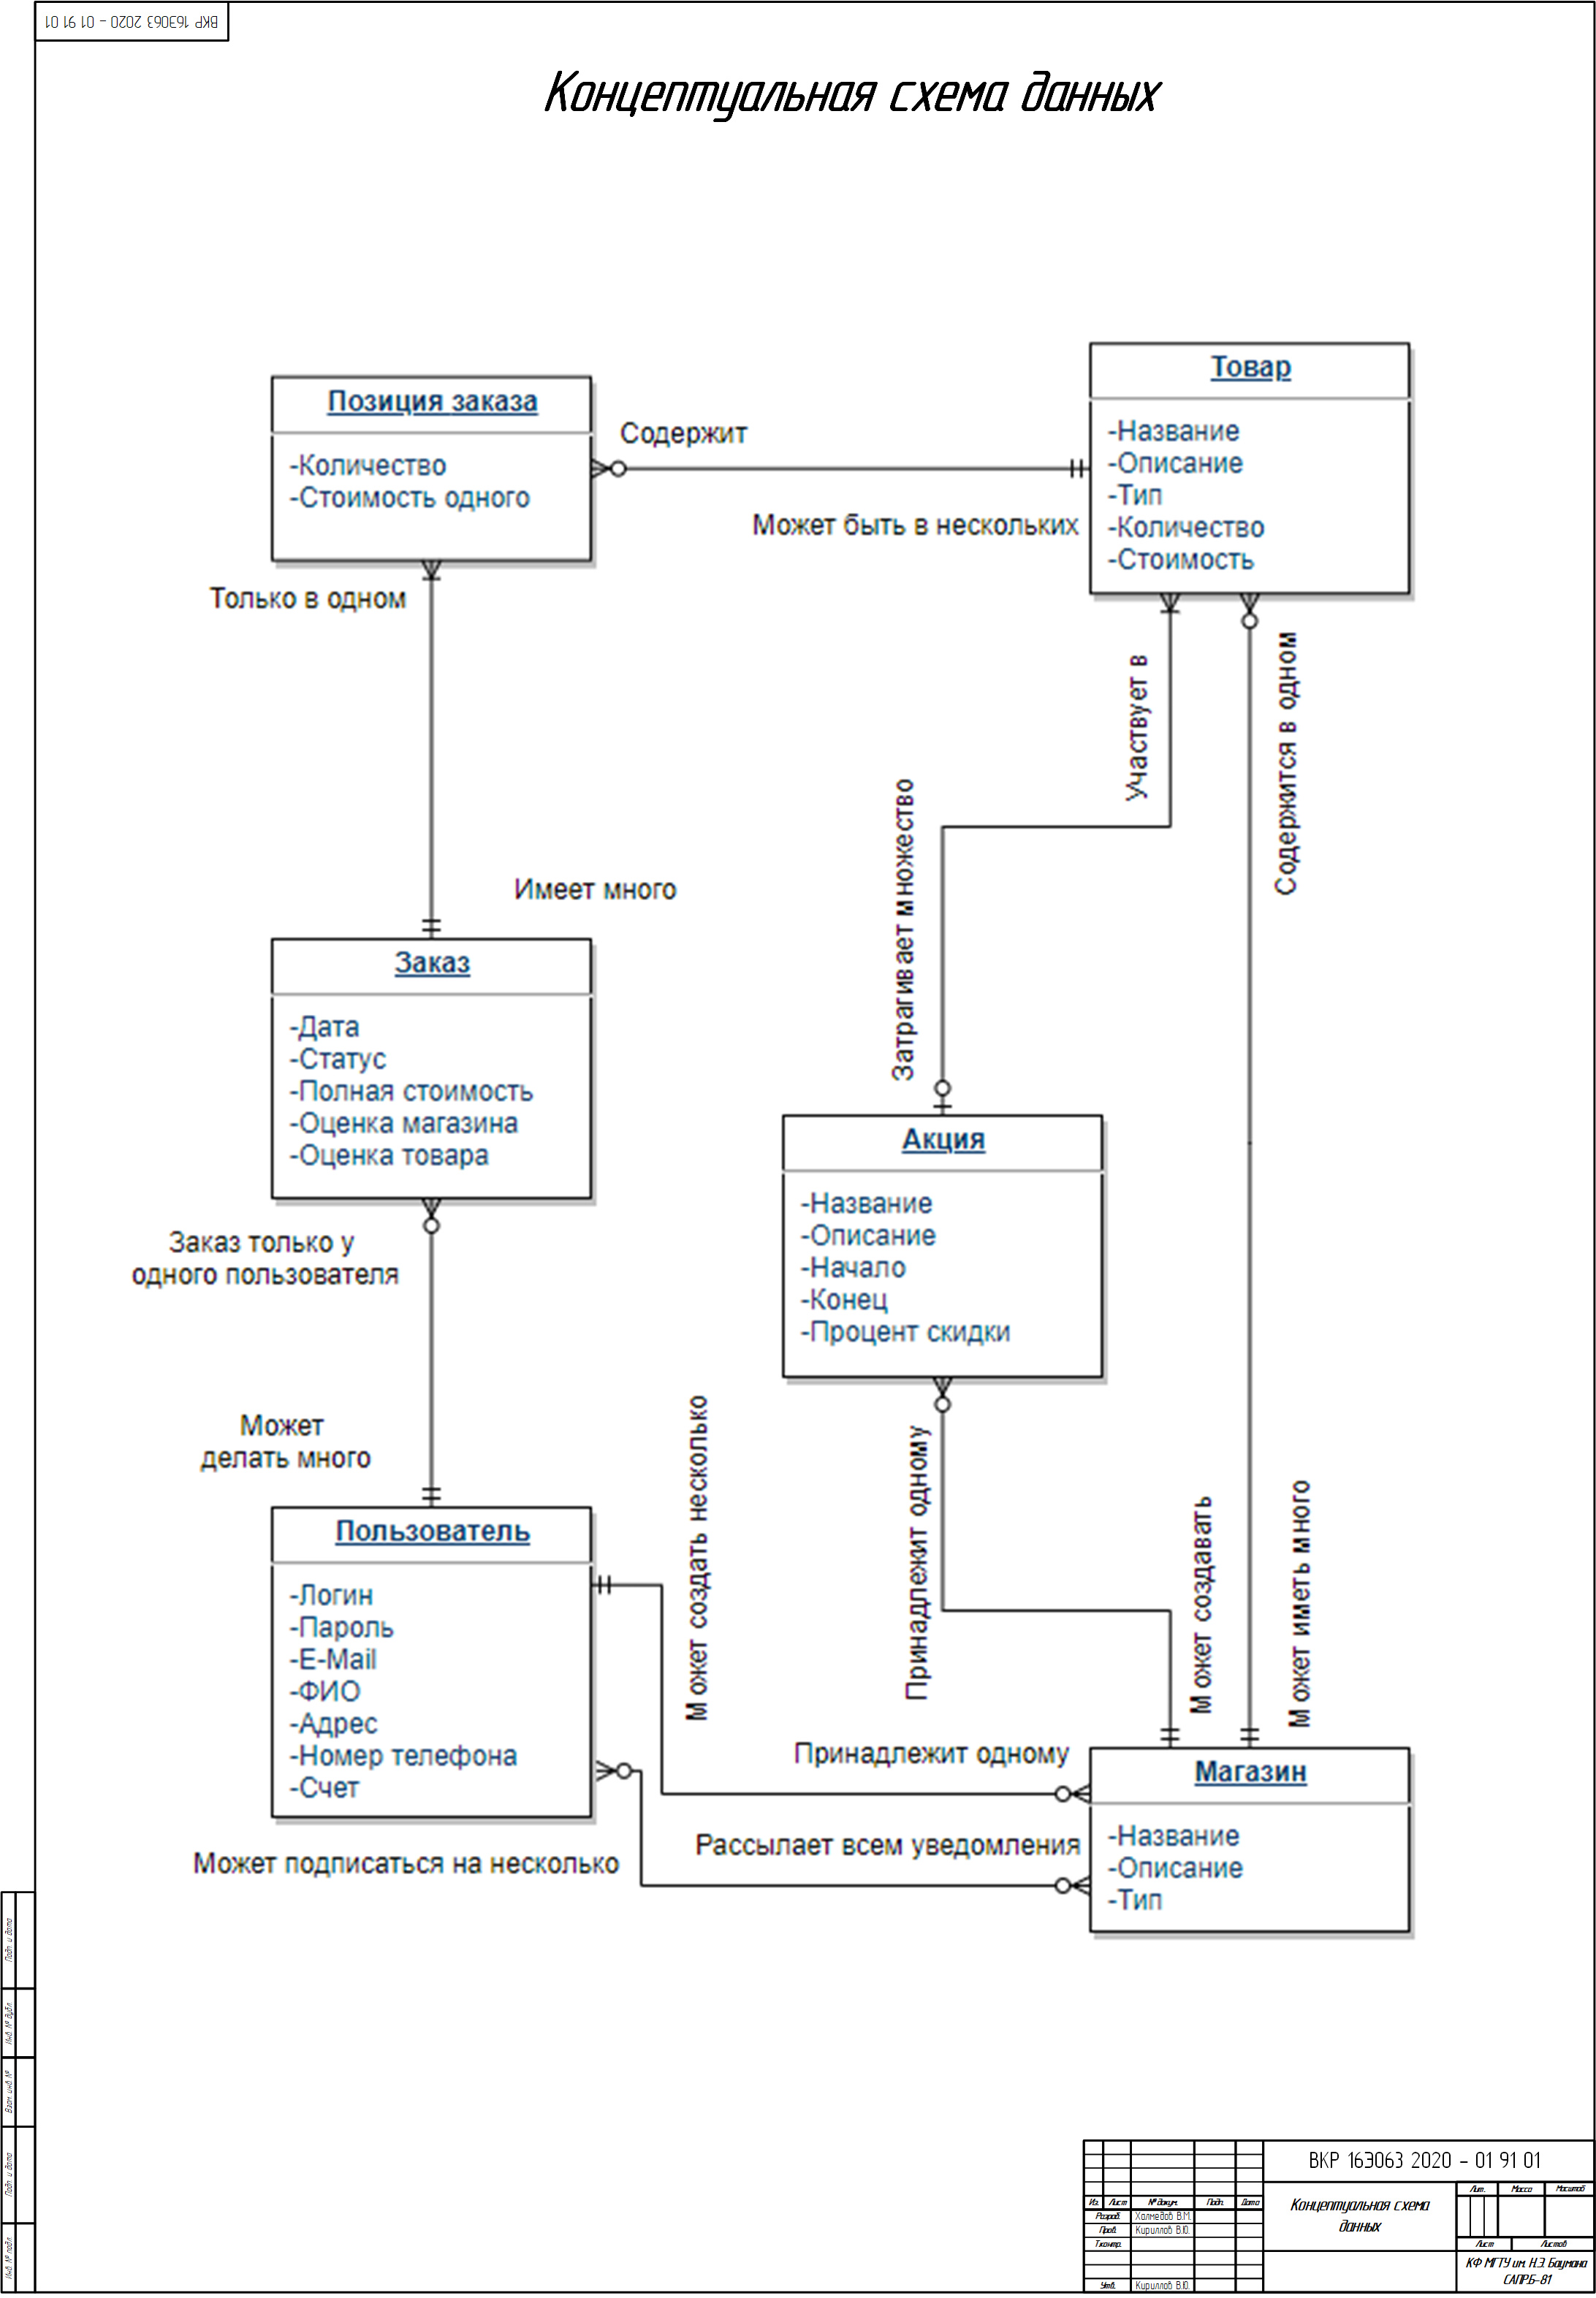 ВКР 163063 2020 - 01 91 01
Концептуальная схема данных
Позиция заказа
-Количество
-Стоимость одного
Содержит
Может быть в нескольких
Товар
-Название
-Описание
-Тип
-Количество
-Стоимость
Только в одном
Имеет много
Участвует в
Содержится в одном
Затрагивает множество
Заказ
-Дата
-Статус
-Полная стоимость
-Оценка магазина
-Оценка товара
Акция
-Название
-Описание
-Начало
-Конец
-Процент скидки
Заказ только у
одного пользователя
Может
делать много
Может создать несколько
Принадлежит одному
Может создавать
Может иметь много
Пользователь
-Логин
-Пароль
-E-Mail
-ФИО
-Адрес
-Номер телефона
-Счет
Принадлежит одному
Рассылает всем уведомления
Может подписаться на несколько
Магазин
-Название
-Описание
-Тип
Подп. и дата
Инв. № дубл.
Взам. инв. №
Подп. и дата
Инв. № подл.
ВКР 16Э063 2020 - 01 91 01
Из. Лист № докум. Подп. Дата
Разраб. Холмедов В.М.
Пров. Кириллов В.Ю.
Т.контр.
Утв. Кириллов В.Ю.
Концептуальная схема
данных
Лит. Масса Масштаб
Лист Листов
КФ МГТУ им. Н.Э. Баумана
САПР.Б-81